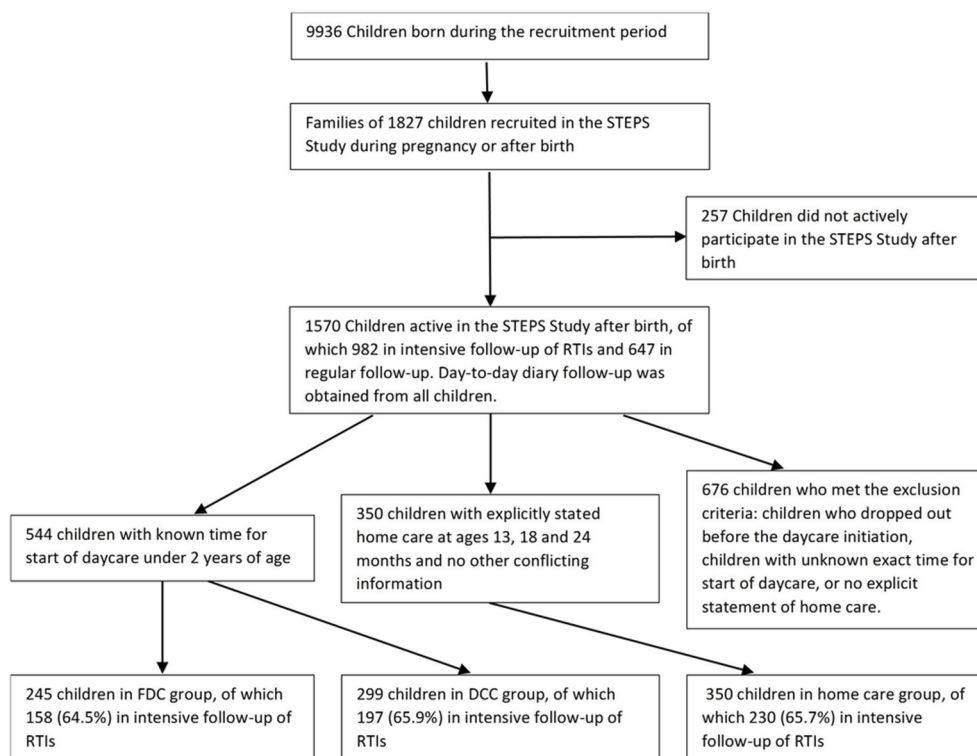 9936 Children born during the recruitment period
Families of 1827 children recruited in the STEPS
Study during pregnancy or after birth
257 Children did not actively
participate in the STEPS Study after
birth
1570 Children active in the STEPS Study after birth, of
which 982 in intensive follow-up of RTIs and 647 in
regular follow-up. Day-to-day diary follow-up was
obtained from all children.
544 children with known time for
start of daycare under 2 years of age
350 children with explicitly stated
home care at ages 13, 18 and 24
months and no other conflicting
information
676 children who met the exclusion
criteria: children who dropped out
before the daycare initiation,
children with unknown exact time for
start of daycare, or no explicit
statement of home care.
245 children in FDC group, of which
158 (64.5%) in intensive follow-up of
RTIs
299 children in DCC group, of which
197 (65.9%) in intensive follow-up of
RTIs
350 children in home care group, of
which 230 (65.7%) in intensive
follow-up of RTIs